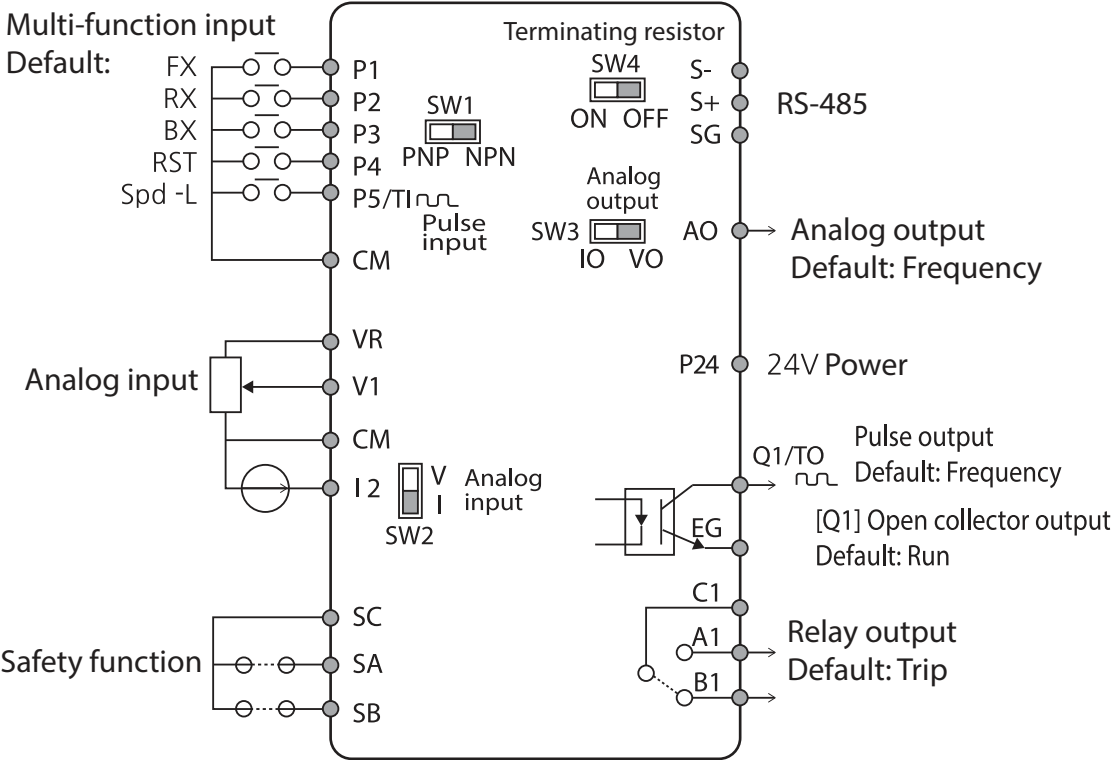 Multi-function input
Default:
FX
RX
BX
RST
Spd -L
P1
P2
P3
P4
P5/TI
Pulse
input
CM
SW1
PNP NPN
Terminating resistor
SW4
ON OFF
S-
S+
SG
RS-485
Analog
output
SW3
IO VO
AO
Analog output
Default: Frequency
Analog input
VR
V1
CM
I 2
V
I
SW2
Analog
input
P24
24V Power
Q1/TO
Pulse output
Default: Frequency
EG
[Q1] Open collector output
Default: Run
Safety function
SC
SA
SB
C1
A1
B1
Relay output
Default: Trip